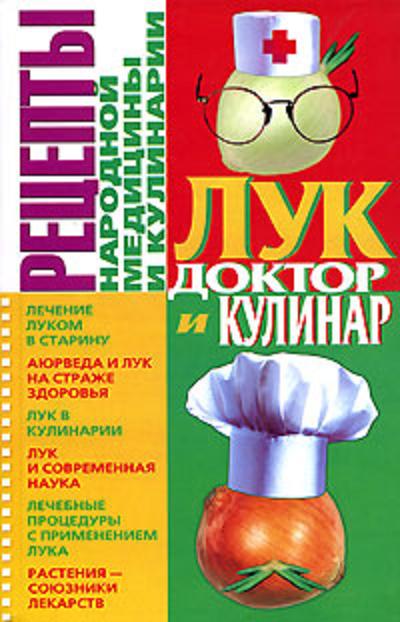 РЕЦЕПТЫ
НАРОДНОЙ
МЕДИЦИНЫ
И КУЛИНАРИИ
ЛУК
ДОКТОР
И КУЛИНАР
ЛЕЧЕНИЕ
ЛУКОМ
В СТАРИНУ
АЮРВЕДА И ЛУК
НА СТРАЖЕ
ЗДОРОВЬЯ
ЛУК В
КУЛИНАРИИ
ЛУК
И СОВРЕМЕННАЯ
НАУКА
ЛЕЧЕБНЫЕ
ПРОЦЕДУРЫ
С ПРИМЕНЕНИЕМ
ЛУКА
РАСТЕНИЯ —
СОЮЗНИКИ
ЛЕКАРСТВ